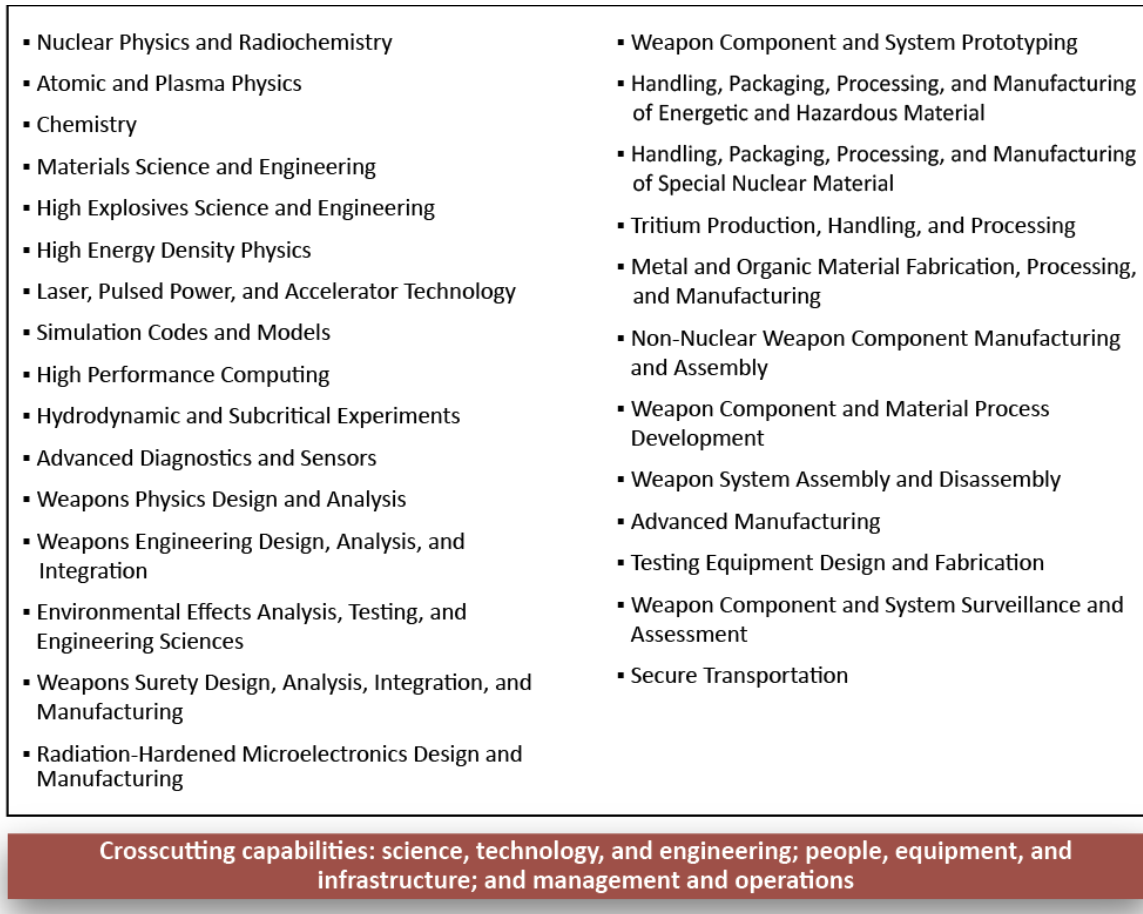 ▪ Nuclear Physics and Radiochemistry
▪ Atomic and Plasma Physics
▪ Chemistry
▪ Materials Science and Engineering
▪ High Explosives Science and Engineering
▪ High Energy Density Physics
▪ Laser, Pulsed Power, and Accelerator Technology
▪ Simulation Codes and Models
▪ High Performance Computing
▪ Hydrodynamic and Subcritical Experiments
▪ Advanced Diagnostics and Sensors
▪ Weapons Physics Design and Analysis
▪ Weapons Engineering Design, Analysis, and
Integration
▪ Environmental Effects Analysis, Testing, and
Engineering Sciences
▪ Weapons Surety Design, Analysis, Integration, and
Manufacturing
▪ Radiation-Hardened Microelectronics Design and
Manufacturing
▪ Weapon Component and System Prototyping
▪ Handling, Packaging, Processing, and Manufacturing
of Energetic and Hazardous Material
▪ Handling, Packaging, Processing, and Manufacturing
of Special Nuclear Material
▪ Tritium Production, Handling, and Processing
▪ Metal and Organic Material Fabrication, Processing,
and Manufacturing
▪ Non-Nuclear Weapon Component Manufacturing
and Assembly
▪ Weapon Component and Material Process
Development
▪ Weapon System Assembly and Disassembly
▪ Advanced Manufacturing
▪ Testing Equipment Design and Fabrication
▪ Weapon Component and System Surveillance and
Assessment
▪ Secure Transportation
Crosscutting capabilities: science, technology, and engineering; people, equipment, and
infrastructure; and management and operations